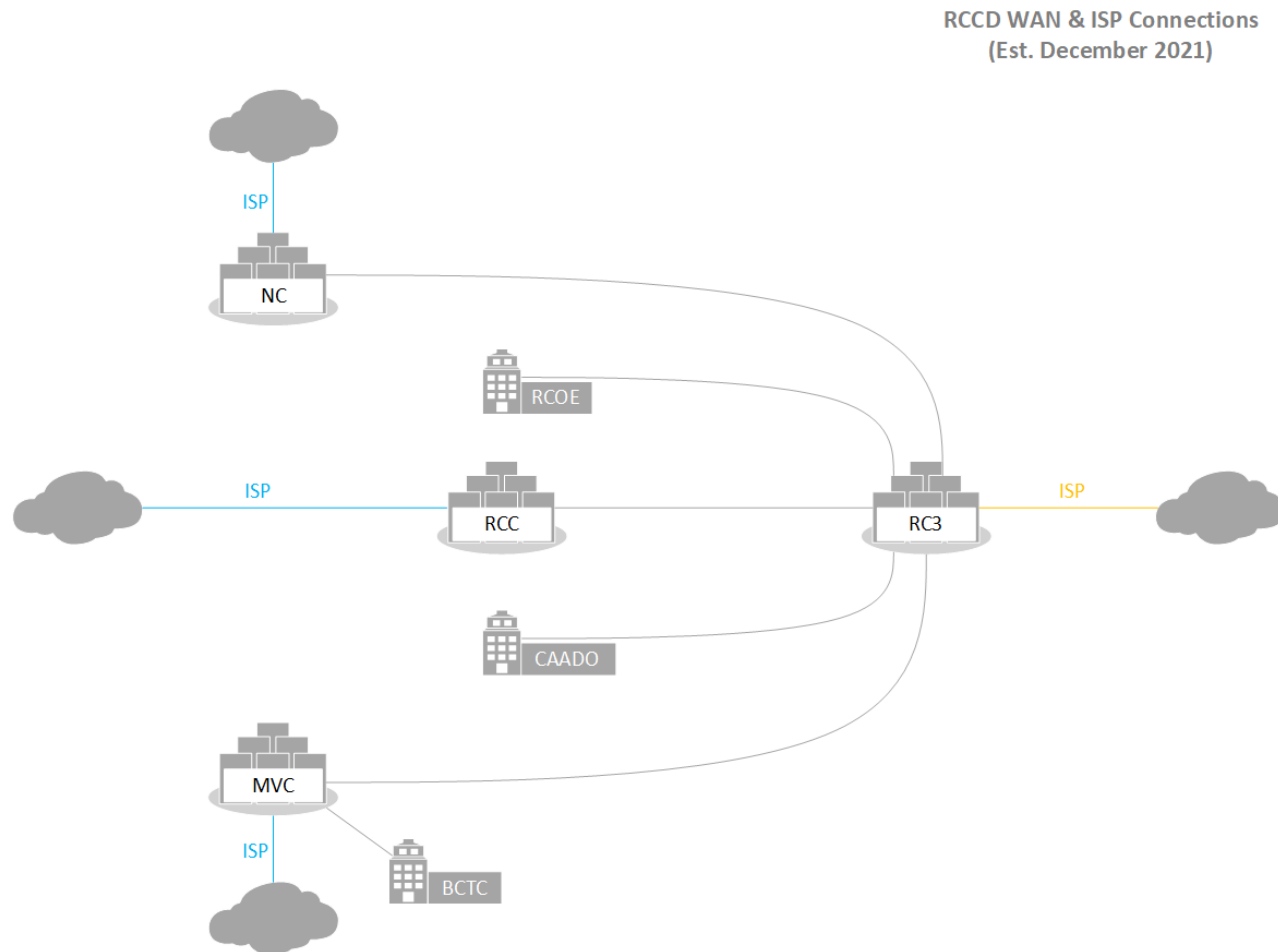 RCCD WAN & ISP Connections
(Est. December 2021)
ISP
NC
RCOE
ISP
RCC
RC3
ISP
CAADO
MVC
ISP
BCTC